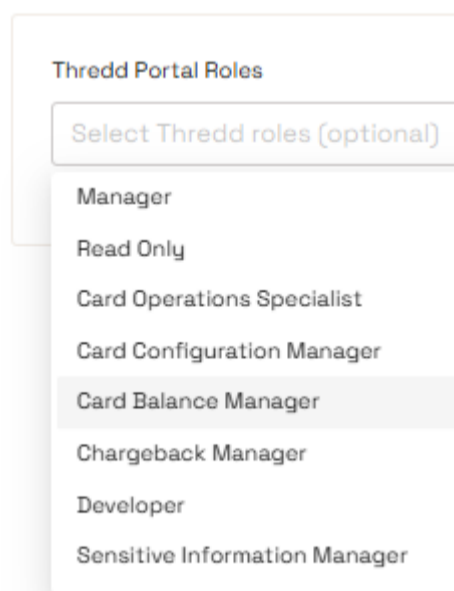 Thredd Portal Roles
Select Thredd roles (optional)
Manager
Read Only
Card Operations Specialist
Card Configuration Manager
Card Balance Manager
Chargeback Manager
Developer
Sensitive Information Manager